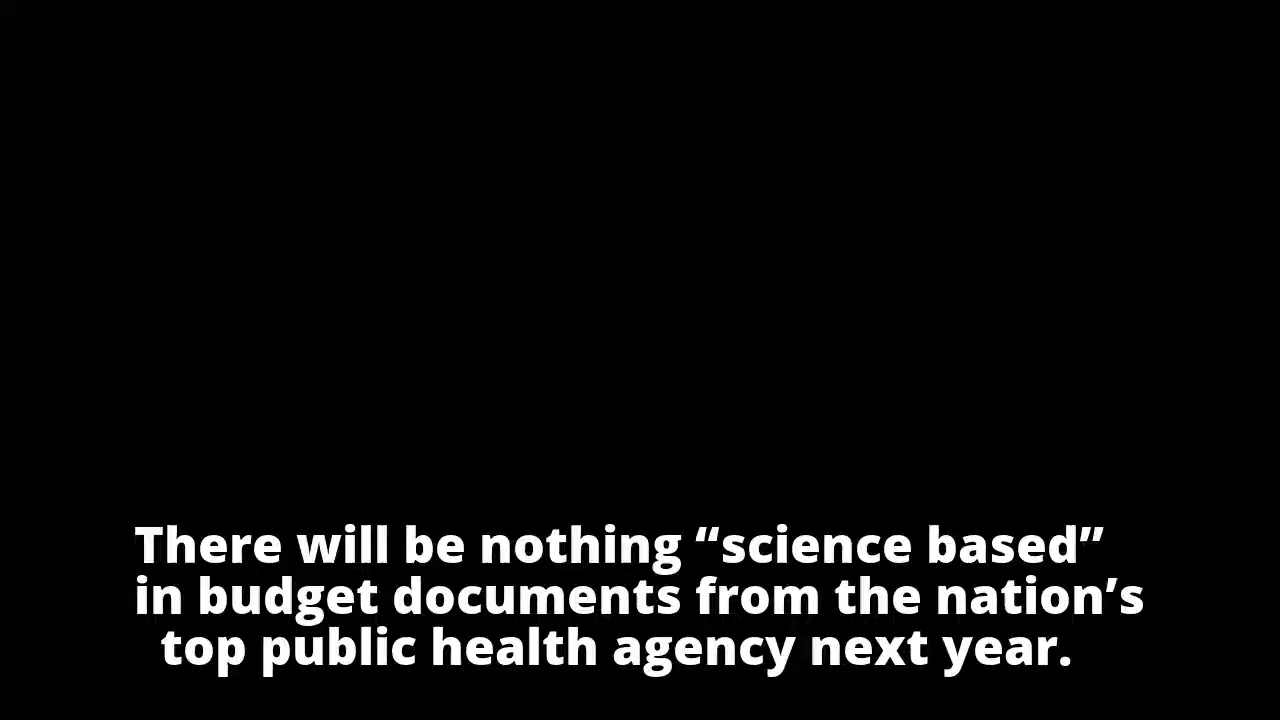 There will be nothing “science based”
in budget documents from the nation’s
top public health agency next year.